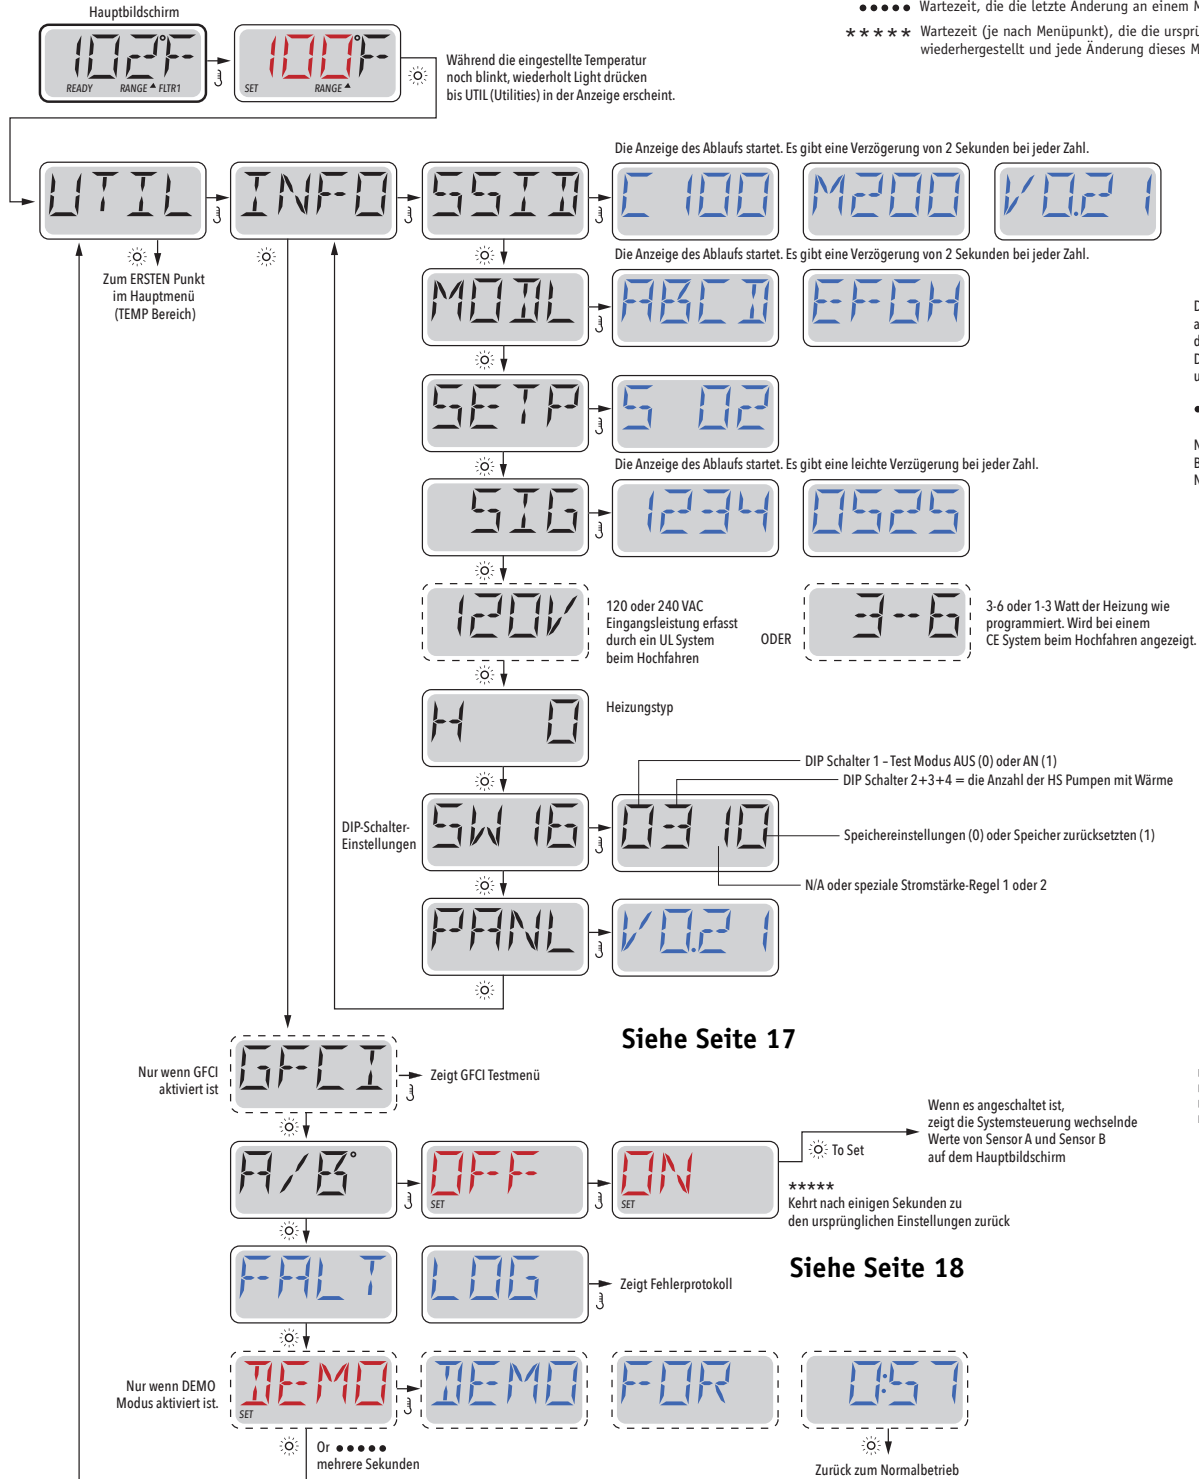 Hauptbildschirm
●●●●● Wartezeit, die die letzte Änderung an einem M
***** Wartezeit (je nach Menüpunkt), die die ursprü
wiederhergestellt und jede Änderung dieses M
102°F
READY RANGE FLTR1
100°F
SET RANGE
Während die eingestellte Temperatur
noch blinkt, wiederholt Light drücken
bis UTIL (Utilities) in der Anzeige erscheint.
Die Anzeige des Ablaufs startet. Es gibt eine Verzögerung von 2 Sekunden bei jeder Zahl.
UTIL INFO SSID C 100 M200 V0.21
Zum ERSTEN Punkt
im Hauptmenü
(TEMP Bereich)
Die Anzeige des Ablaufs startet. Es gibt eine Verzögerung von 2 Sekunden bei jeder Zahl.
MODL ABCD EFGH
SETP S 02
Die Anzeige des Ablaufs startet. Es gibt eine leichte Verzügerung bei jeder Zahl.
SIG 1234 0525
120V
120 oder 240 VAC
Eingangsleistung erfasst
durch ein UL System
beim Hochfahren
ODER
3-6
3-6 oder 1-3 Watt der Heizung wie
programmiert. Wird bei einem
CE System beim Hochfahren angezeigt.
H 0
Heizungstyp
DIP Schalter 1 – Test Modus AUS (0) oder AN (1)
DIP Schalter 2+3+4 = die Anzahl der HS Pumpen mit Wärme
DIP-Schalter-
Einstellungen
SW 16 0310
Speichereinstellungen (0) oder Speicher zurücksetzten (1)
N/A oder speziale Stromstärke-Regel 1 oder 2
PANL V0.21
Siehe Seite 17
Nur wenn GFCI
aktiviert ist
GFCI
Zeigt GFCI Testmenü
A/B°
OFF
SET
ON
SET
To Set
Wenn es angeschaltet ist,
zeigt die Systemsteuerung wechselnde
Werte von Sensor A und Sensor B
auf dem Hauptbildschirm
*****
Kehrt nach einigen Sekunden zu
den ursprünglichen Einstellungen zurück
FALT LOG
Zeigt Fehlerprotokoll
Siehe Seite 18
Nur wenn DEMO
Modus aktiviert ist.
DEMO
SET
DEMO FOR 0:57
Or ●●●●●
mehrere Sekunden
Zurück zum Normalbetrieb